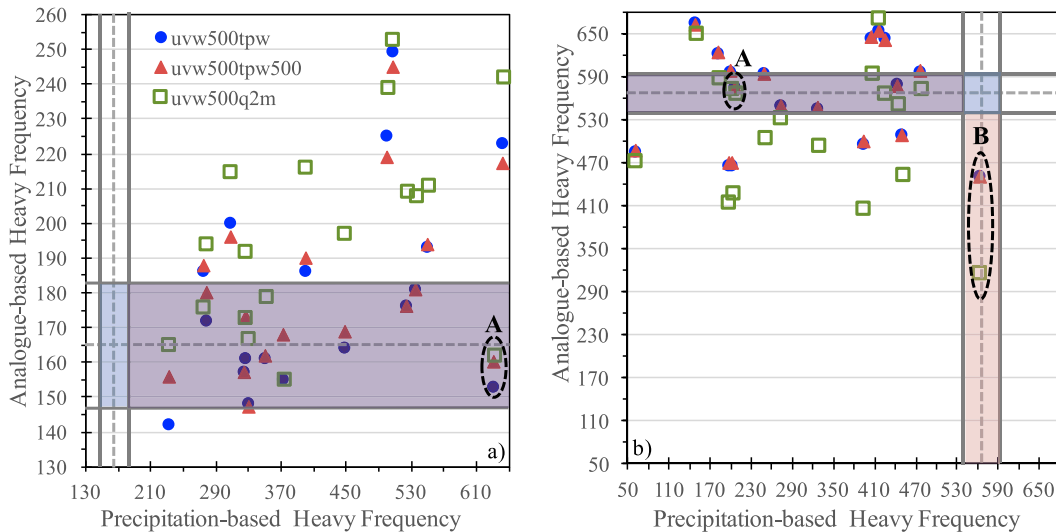 Analogue-based Heavy Frequency
260
250
240
230
220
210
200
190
180
170
160
150
140
130
uvw500tpw
uvw500tpw500
uvw500q2m
A
a)
130 210 290 370 450 530 610
Precipitation-based Heavy Frequency
Analogue-based Heavy Frequency
650
590
530
470
410
350
290
230
170
110
50
A
B
b)
50 110 170 230 290 350 410 470 530 590 650
Precipitation-based Heavy Frequency